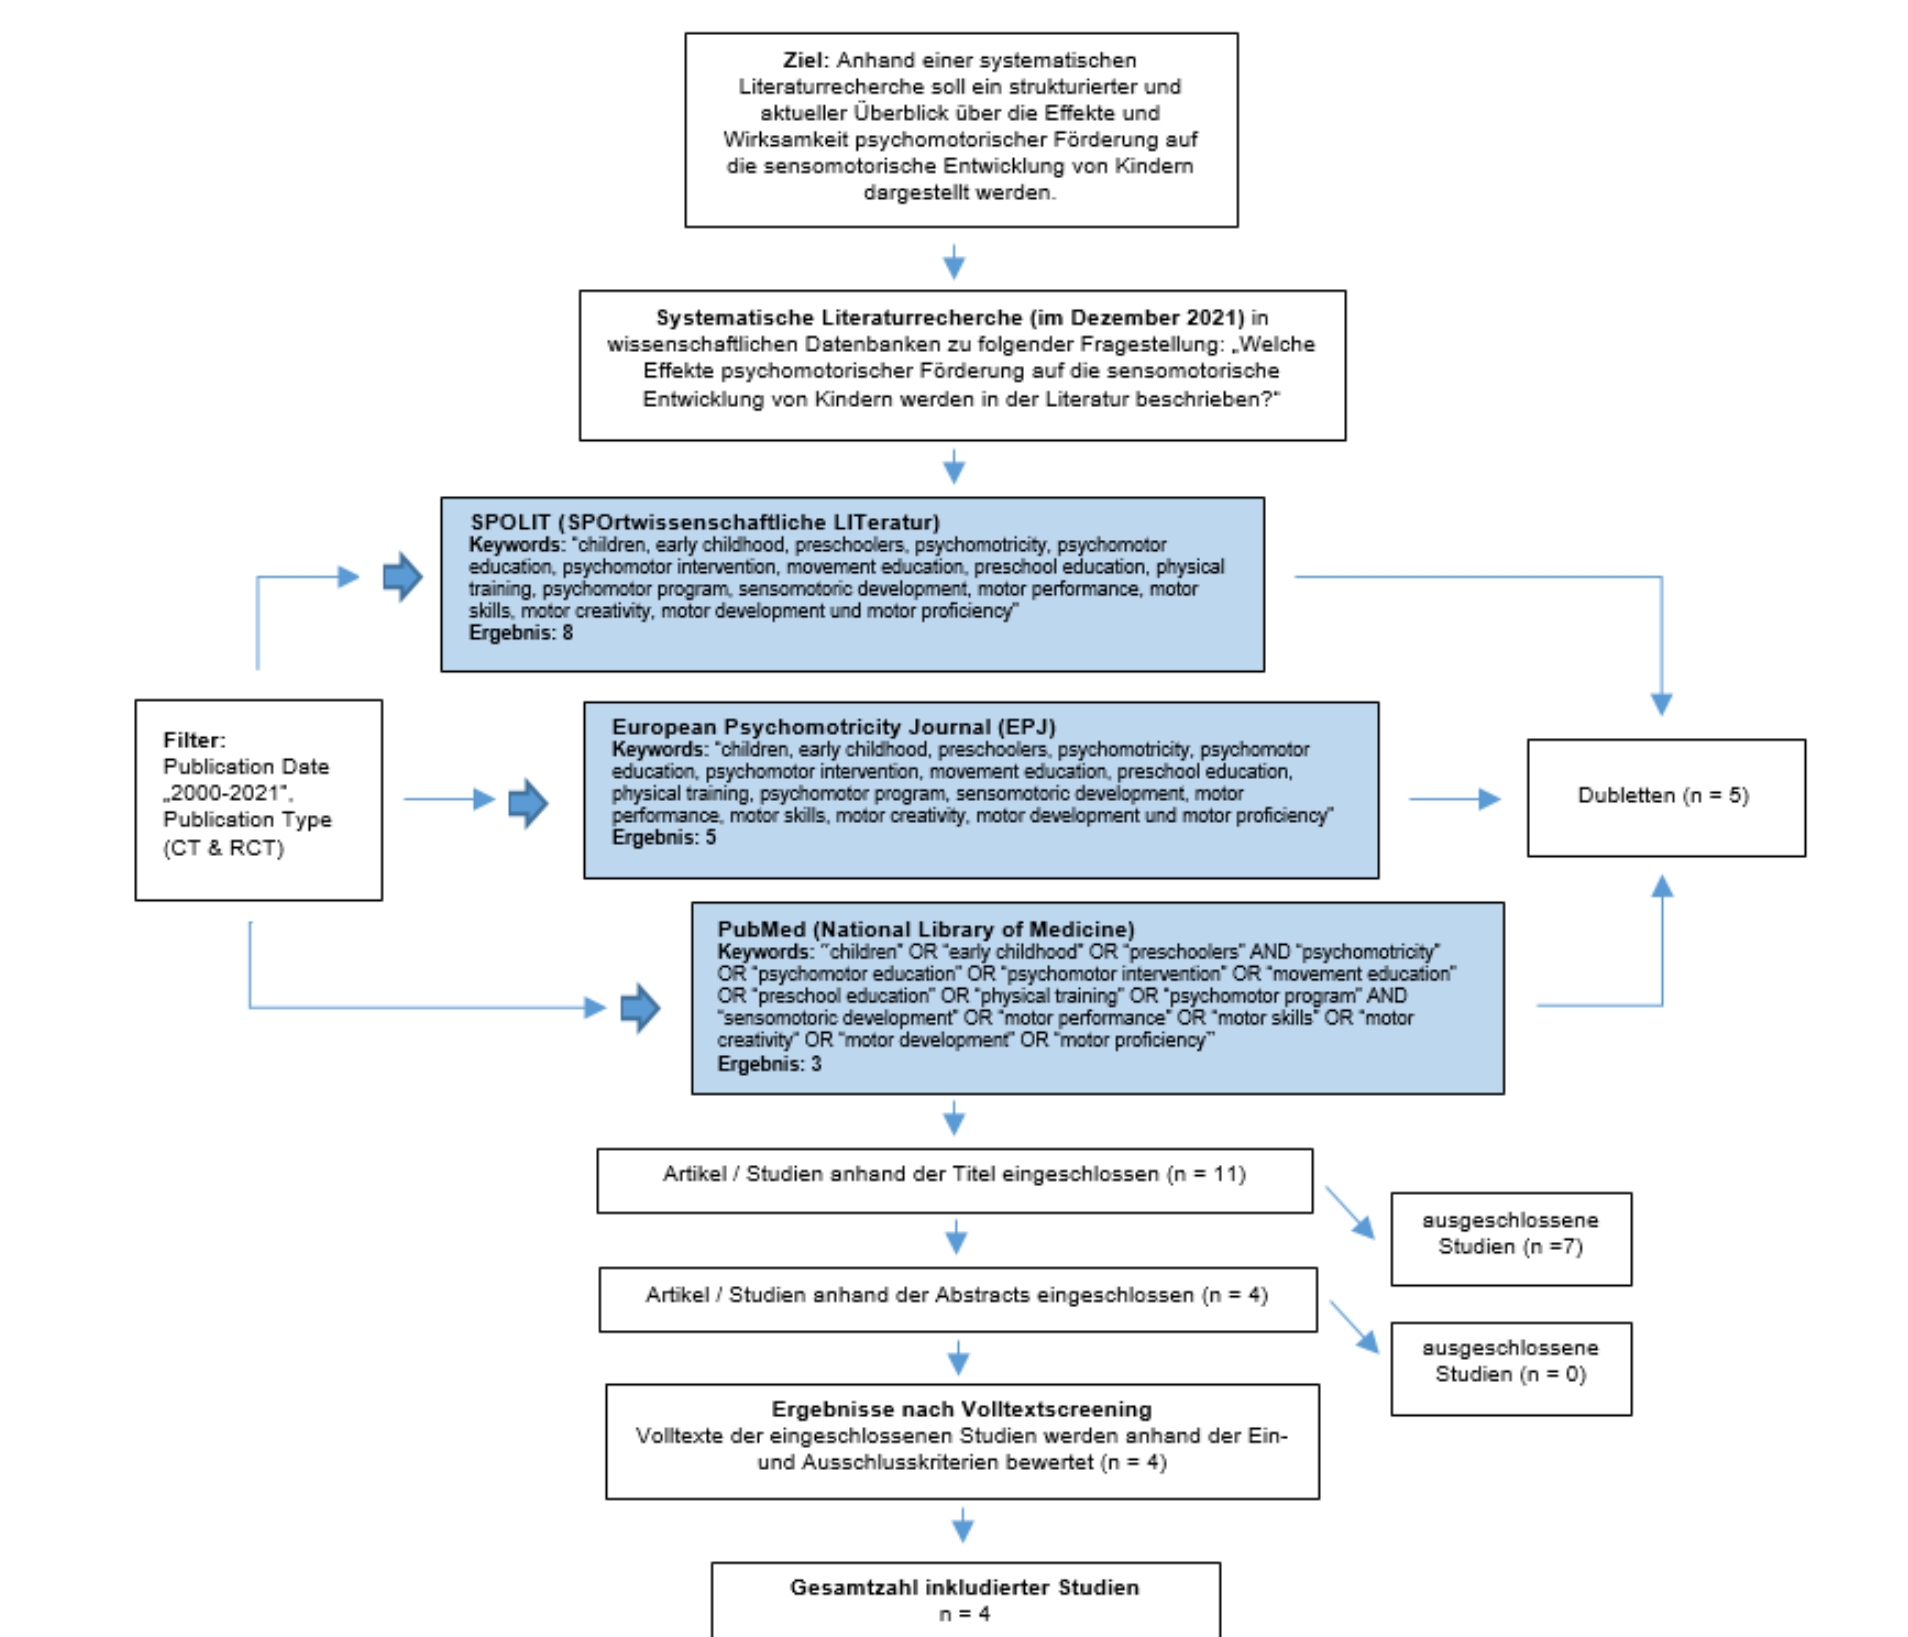 Ziel: Anhand einer systematischen
Literaturrecherche soll ein strukturierter und
aktueller Überblick über die Effekte und
Wirksamkeit psychomotorischer Förderung auf
die sensomotorische Entwicklung von Kindern
dargestellt werden.
Systematische Literaturrecherche (im Dezember 2021) in
wissenschaftlichen Datenbanken zu folgender Fragestellung: „Welche
Effekte psychomotorischer Förderung auf die sensomotorische
Entwicklung von Kindern werden in der Literatur beschrieben?“
SPOLIT (SPOrtwissenschaftliche LITeratur)
Keywords: “children, early childhood, preschoolers, psychomotricity, psychomotor
education, psychomotor intervention, movement education, preschool education, physical
training, psychomotor program, sensomotoric development, motor performance, motor
skills, motor creativity, motor development und motor proficiency”
Ergebnis: 8
Filter:
Publication Date
„2000-2021“,
Publication Type
(CT & RCT)
European Psychomotricity Journal (EPJ)
Keywords: “children, early childhood, preschoolers, psychomotricity, psychomotor
education, psychomotor intervention, movement education, preschool education,
physical training, psychomotor program, sensomotoric development, motor
performance, motor skills, motor creativity, motor development und motor proficiency”
Ergebnis: 5
Dubletten (n = 5)
PubMed (National Library of Medicine)
Keywords: “”children” OR “early childhood” OR “preschoolers” AND “psychomotricity”
OR “psychomotor education” OR “psychomotor intervention” OR “movement education”
OR “preschool education” OR “physical training” OR “psychomotor program” AND
“sensomotoric development” OR “motor performance” OR “motor skills” OR “motor
creativity” OR “motor development” OR “motor proficiency””
Ergebnis: 3
Artikel / Studien anhand der Titel eingeschlossen (n = 11)
ausgeschlossene
Studien (n =7)
Artikel / Studien anhand der Abstracts eingeschlossen (n = 4)
ausgeschlossene
Studien (n = 0)
Ergebnisse nach Volltextscreening
Volltexte der eingeschlossenen Studien werden anhand der Ein-
und Ausschlusskriterien bewertet (n = 4)
Gesamtzahl inkludierter Studien
n = 4